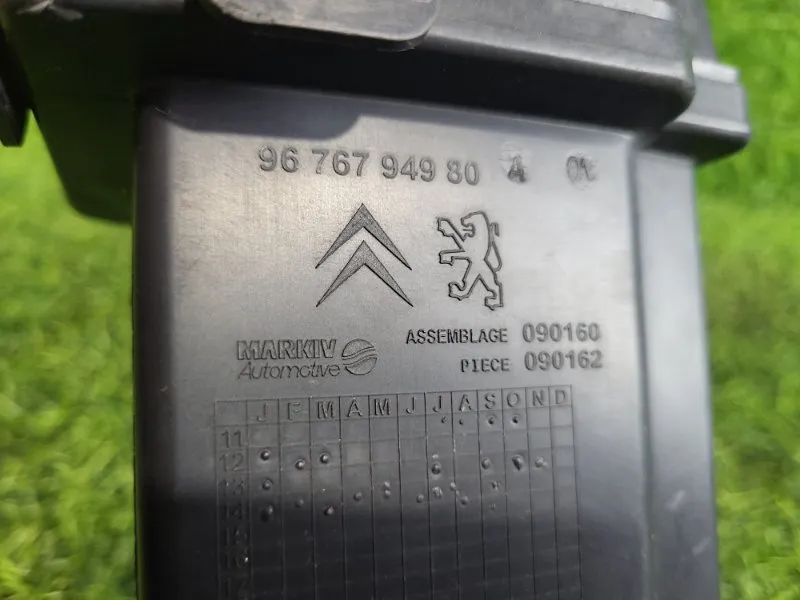 96 767 949 80 A
ASSEMBLAGE 090160
MARKIV
Automotive
PIECE 090162
J F M A M J J A S O N D
11
12
13
14